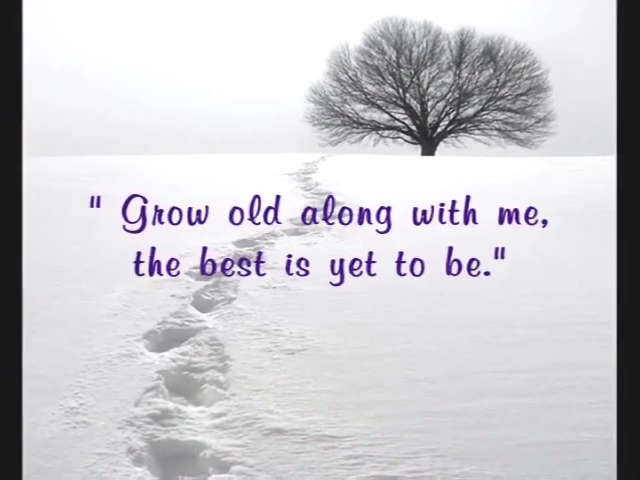 " Grow old along with me,
the best is yet to be."